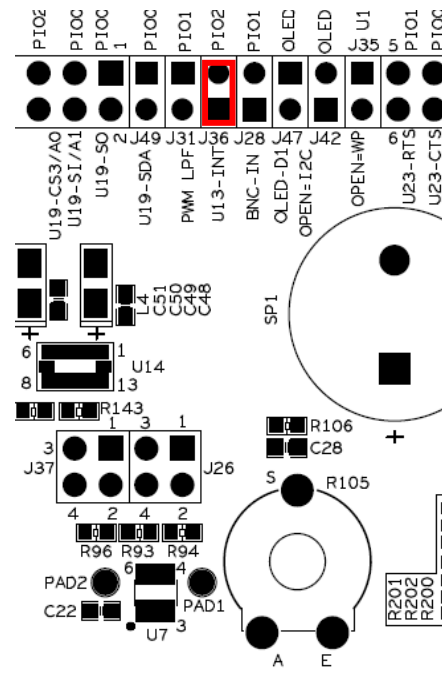 PIO2
PIO0
PIO0
1
PIO0
PIO1
PIO2
PIO1
OLED
OLED
U1
J35
5
PIO1
PIO0
U19-CS3/A0
U19-SI/A1
U19-SO
2
J49
U19-SDA
J31
PWM LPF
J36
U13-INT
J28
BNC-IN
J47
OLED-D1
J42
OPEN=I2C
OPEN=WP
6
U23-RTS
U23-CTS
L4
C51
C50
C49
C48
SP1
+ +
6 1
U14
8 13
R143
+
R106
C28
1 3 1
3
J37 J26
4 2 4 2
S R105
R96 R93 R94
6 4
PAD2
PAD1
C22
U7 3
R201
R202
R200
A E